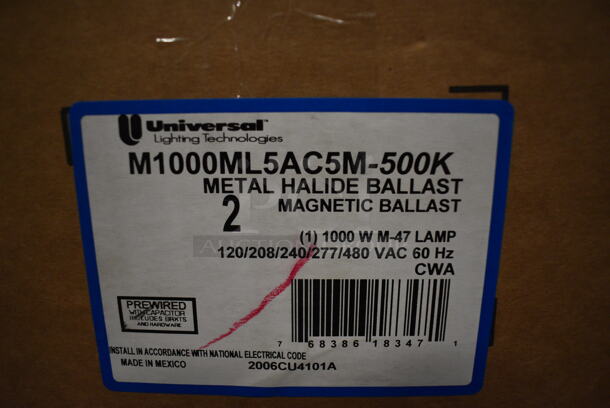 Universal
Lighting Technologies
M1000ML5AC5M-500K
METAL HALIDE BALLAST
2 MAGNETIC BALLAST
(1) 1000 W M-47 LAMP
120/208/240/277/480 VAC 60 Hz
CWA
PREWIRED
WITH CAPACITOR
INCLUDES BRKTS
AND HARDWARE
7 68386 18347 1
INSTALL IN ACCORDANCE WITH NATIONAL ELECTRICAL CODE
MADE IN MEXICO 2006CU4101A